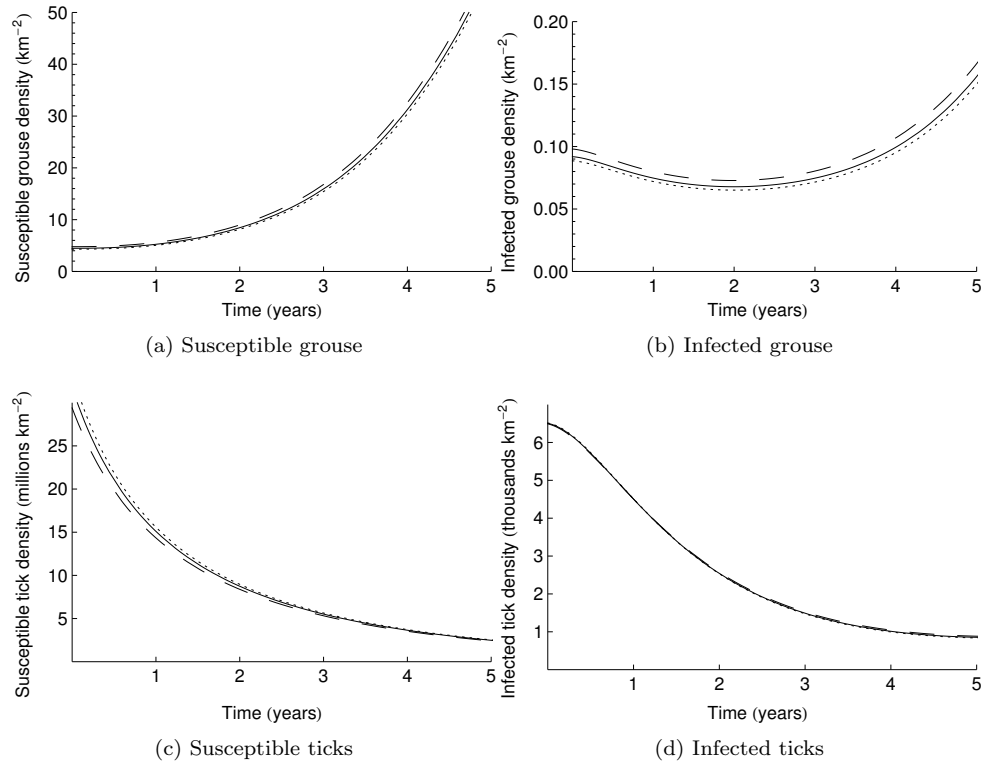 Susceptible grouse density (km⁻²)
50
40
30
20
10
0
1 2 3 4 5
Time (years)
(a) Susceptible grouse
Infected grouse density (km⁻²)
0.20
0.15
0.10
0.05
0.00
1 2 3 4 5
Time (years)
(b) Infected grouse
Susceptible tick density (millions km⁻²)
25
20
15
10
5
1 2 3 4 5
Time (years)
(c) Susceptible ticks
Infected tick density (thousands km⁻²)
6
5
4
3
2
1
1 2 3 4 5
Time (years)
(d) Infected ticks